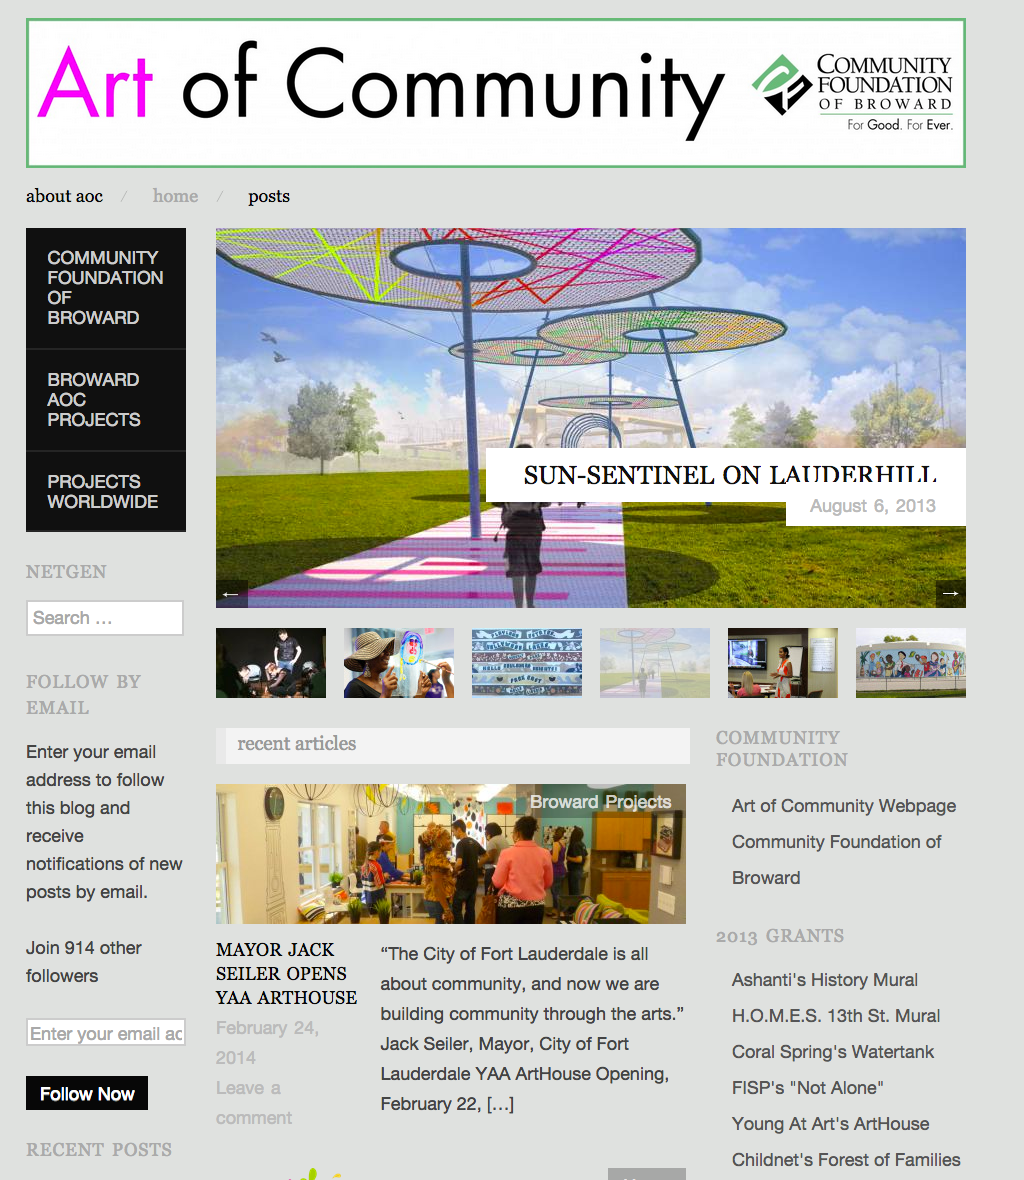 Art of Community
COMMUNITY
FOUNDATION
OF BROWARD
For Good. For Ever.
about aoc / home / posts
COMMUNITY
FOUNDATION
OF
BROWARD
BROWARD
AOC
PROJECTS
PROJECTS
WORLDWIDE
NETGEN
Search ...
FOLLOW BY
EMAIL
Enter your email
address to follow
this blog and
receive
notifications of new
posts by email.
Join 914 other
followers
Enter your email ac
Follow Now
RECENT POSTS
SUN-SENTINEL ON LAUDERHILL
August 6, 2013
←
→
recent articles
Broward Projects
MAYOR JACK
SEILER OPENS
YAA ARTHOUSE
February 24,
2014
Leave a
comment
“The City of Fort Lauderdale is all
about community, and now we are
building community through the arts.”
Jack Seiler, Mayor, City of Fort
Lauderdale YAA ArtHouse Opening,
February 22, […]
COMMUNITY
FOUNDATION
Art of Community Webpage
Community Foundation of
Broward
2013 GRANTS
Ashanti's History Mural
H.O.M.E.S. 13th St. Mural
Coral Spring's Watertank
FISP's "Not Alone"
Young At Art's ArtHouse
Childnet's Forest of Families